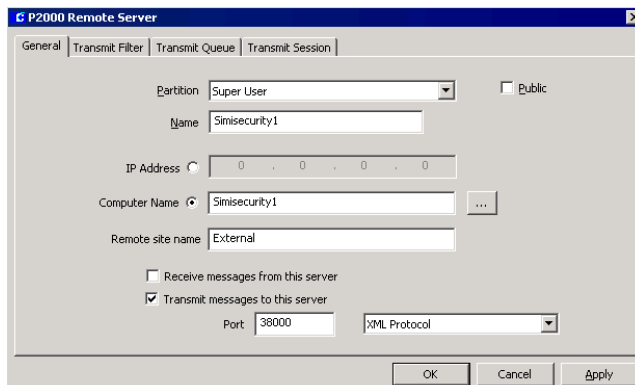 P2000 Remote Server
General Transmit Filter Transmit Queue Transmit Session
Partition Super User Public
Name Simisecurity1
IP Address 0 . 0 . 0 . 0
Computer Name Simisecurity1 ...
Remote site name External
Receive messages from this server
Transmit messages to this server
Port 38000 XML Protocol
OK Cancel Apply